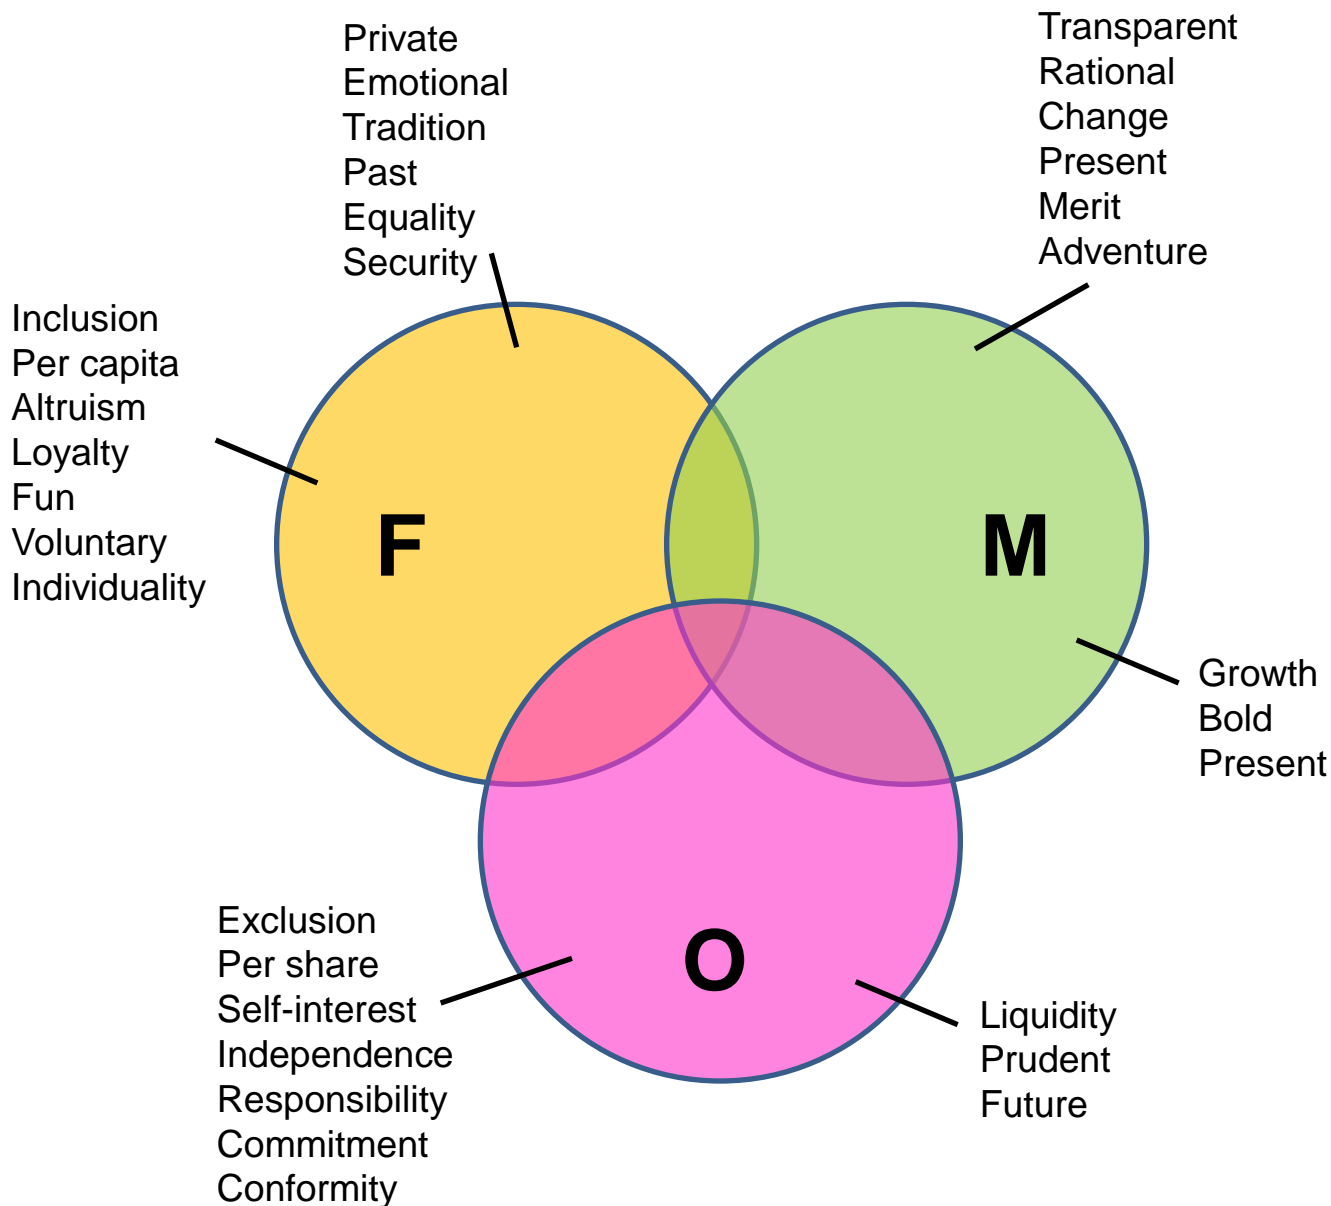 Private
Emotional
Tradition
Past
Equality
Security
Transparent
Rational
Change
Present
Merit
Adventure
Inclusion
Per capita
Altruism
Loyalty
Fun
Voluntary
Individuality
F
M
Growth
Bold
Present
Exclusion
Per share
Self-interest
Independence
Responsibility
Commitment
Conformity
O
Liquidity
Prudent
Future